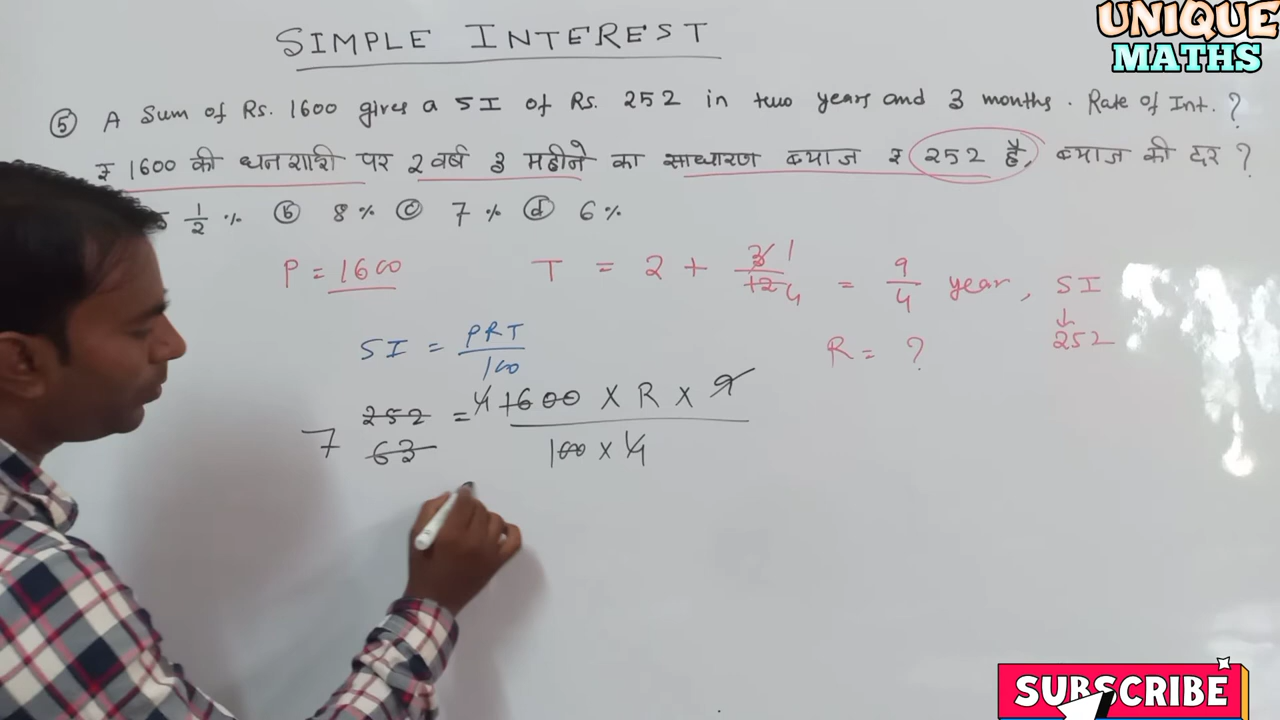 UNIQUE
MATHS
SIMPLE INTEREST
⑤ A Sum of Rs. 1600 gives a SI of Rs. 252 in two years and 3 months. Rate of Int. ?
₹ 1600 की धनराशी पर 2 वर्ष 3 महीने का साधारण ब्याज ₹ 252 है, ब्याज की दर ?
1/2 % ⓑ 8 % ⓒ 7 % ⓓ 6 %
P = 1600 T = 2 + 3/12 1/4 = 9/4 year, SI
↓
252
R = ?
SI = PRT/100
252 = 4 1600 X R X 9
7 63 100 X 4
SUBSCRIBE